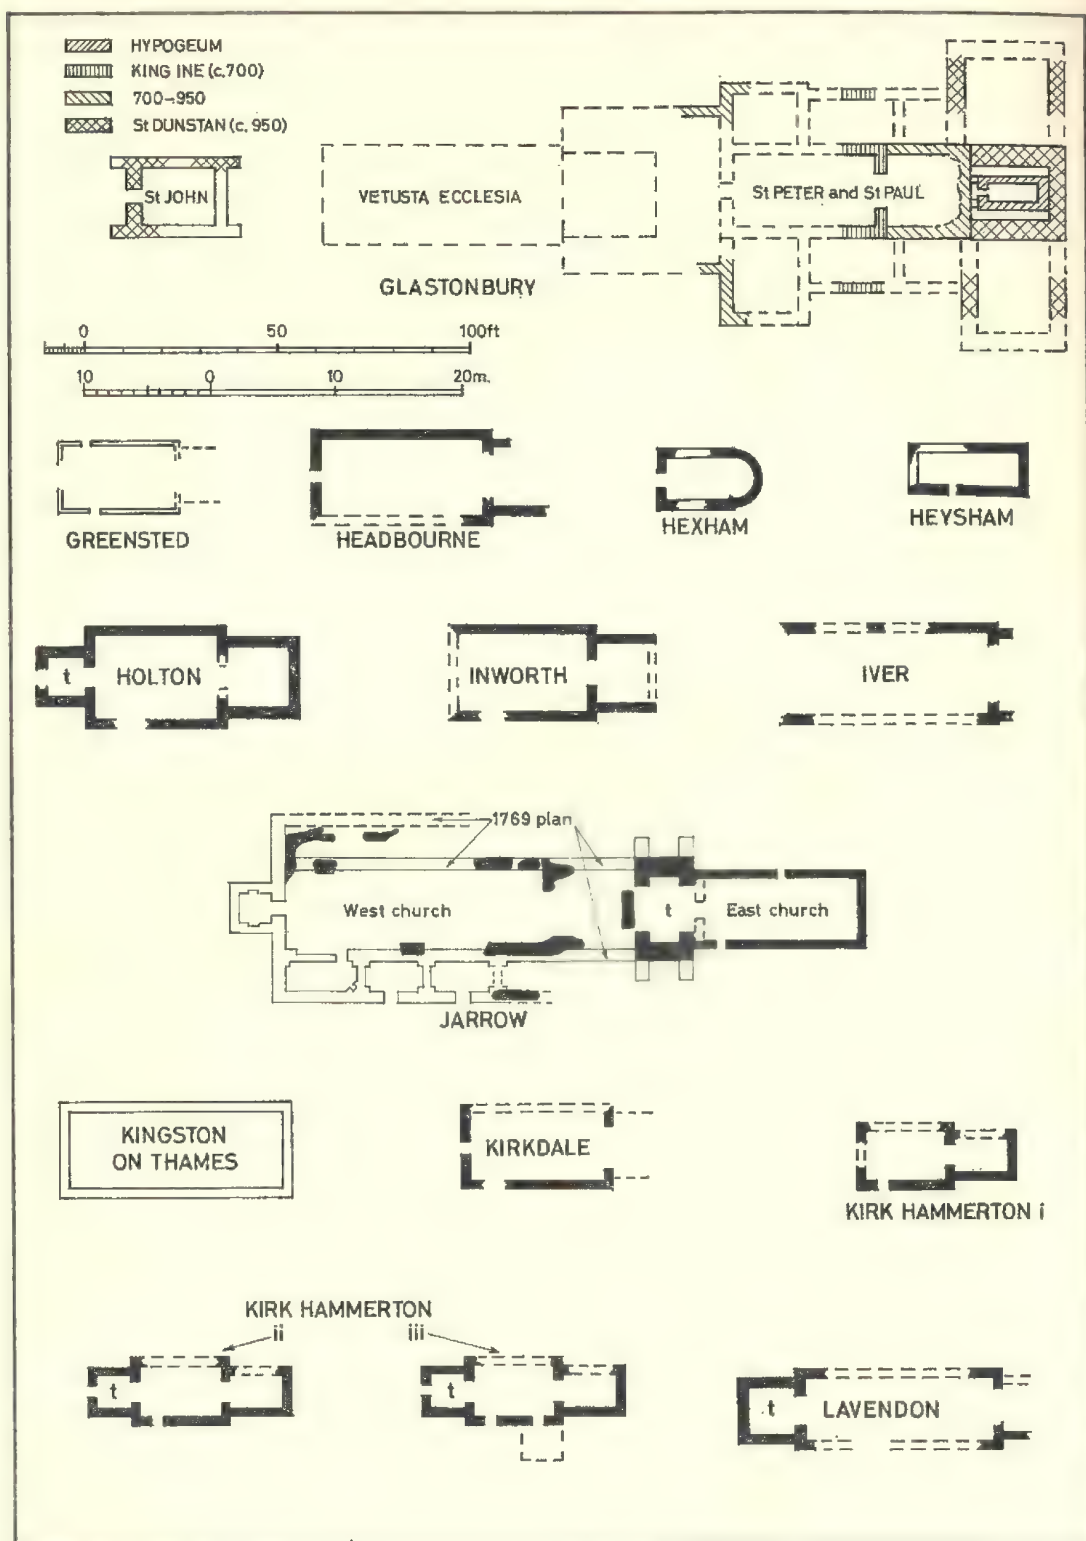 HYPOGEUM
KING INE (c.700)
700-950
St DUNSTAN (c. 950)
St JOHN
VETUSTA ECCLESIA
St PETER and St PAUL
GLASTONBURY
0 50 100ft
10 0 10 20m.
GREENSTED
HEADBOURNE
HEXHAM
HEYSHAM
t HOLTON
INWORTH
IVER
1769 plan
West church
t
East church
JARROW
KINGSTON
ON THAMES
KIRKDALE
KIRK HAMMERTON i
KIRK HAMMERTON
ii iii
t
t
t LAVENDON